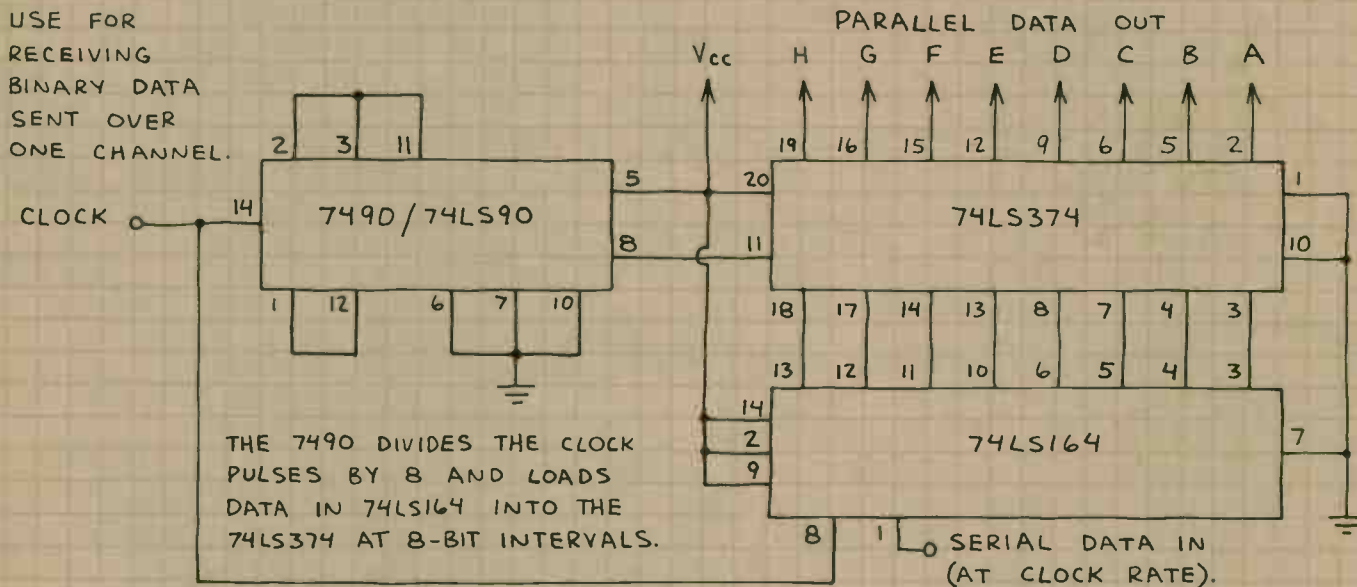 USE FOR
RECEIVING
BINARY DATA
SENT OVER
ONE CHANNEL.
PARALLEL DATA OUT
Vcc H G F E D C B A
2 3 11
19 16 15 12 9 6 5 2
CLOCK 14 7490/74LS90 5 20 74LS374 1
8 11 10
1 12 6 7 10
18 17 14 13 8 7 4 3
13 12 11 10 6 5 4 3
14
2 74LS164 7
9
THE 7490 DIVIDES THE CLOCK
PULSES BY 8 AND LOADS
DATA IN 74LS164 INTO THE
74LS374 AT 8-BIT INTERVALS.
8 1 SERIAL DATA IN
(AT CLOCK RATE).